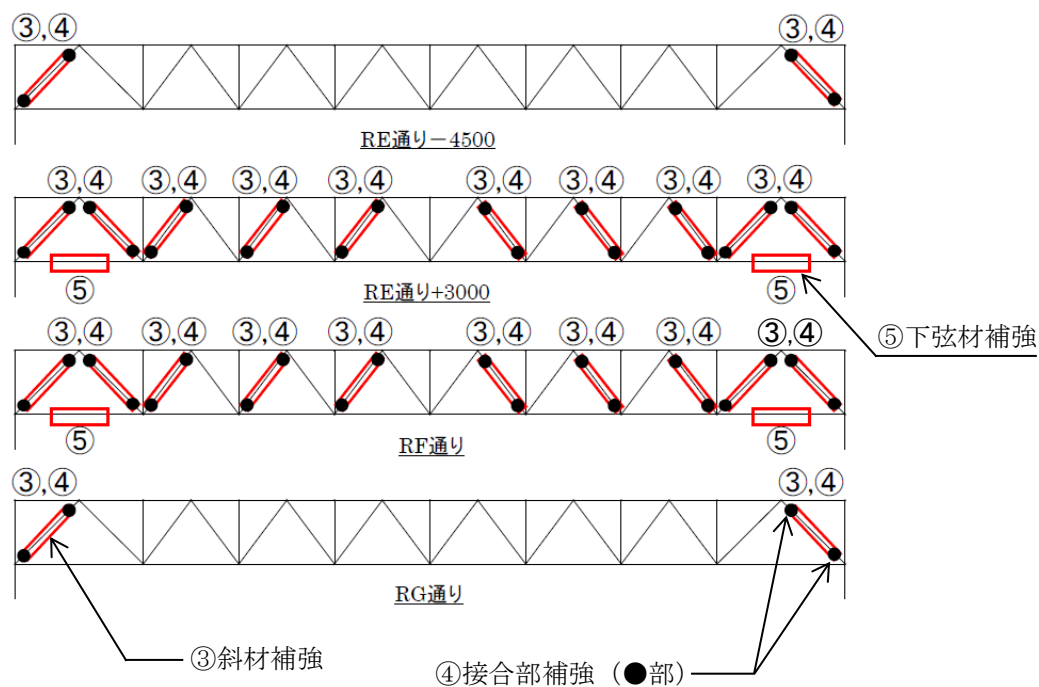 ③,④ ③,④
RE通り－4500
③,④ ③,④ ③,④ ③,④ ③,④ ③,④ ③,④ ③,④
⑤ ⑤
RE通り+3000
⑤下弦材補強
③,④ ③,④ ③,④ ③,④ ③,④ ③,④ ③,④ ③,④
⑤ ⑤
RF通り
③,④ ③,④
RG通り
③斜材補強
④接合部補強（●部）